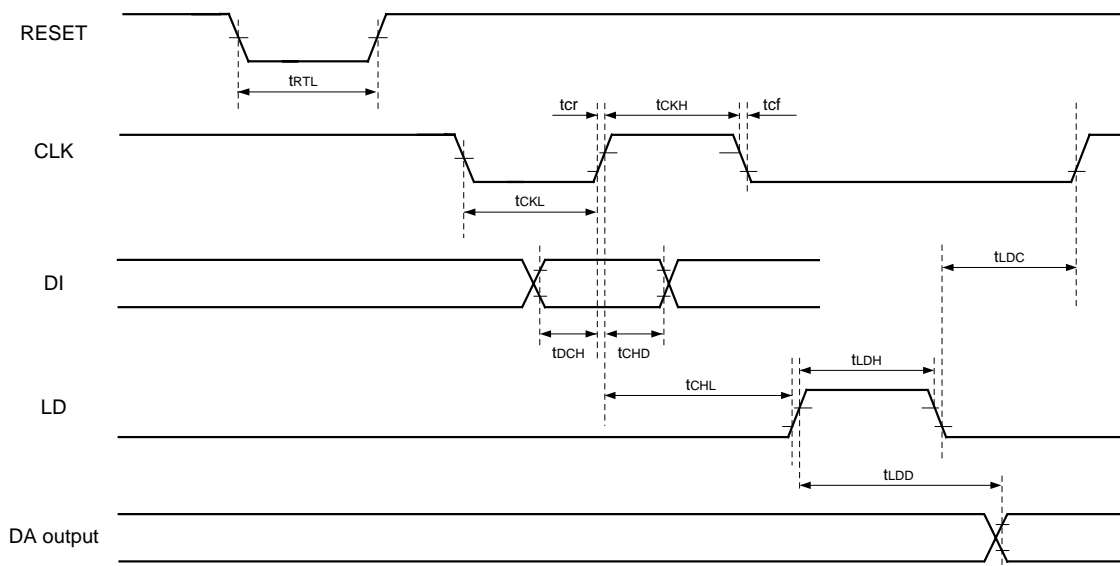 RESET
tRTL
tcr
tCKH
tcf
CLK
tCKL
tLDC
DI
tDCH
tCHD
tLDH
tCHL
LD
tLDD
DA output